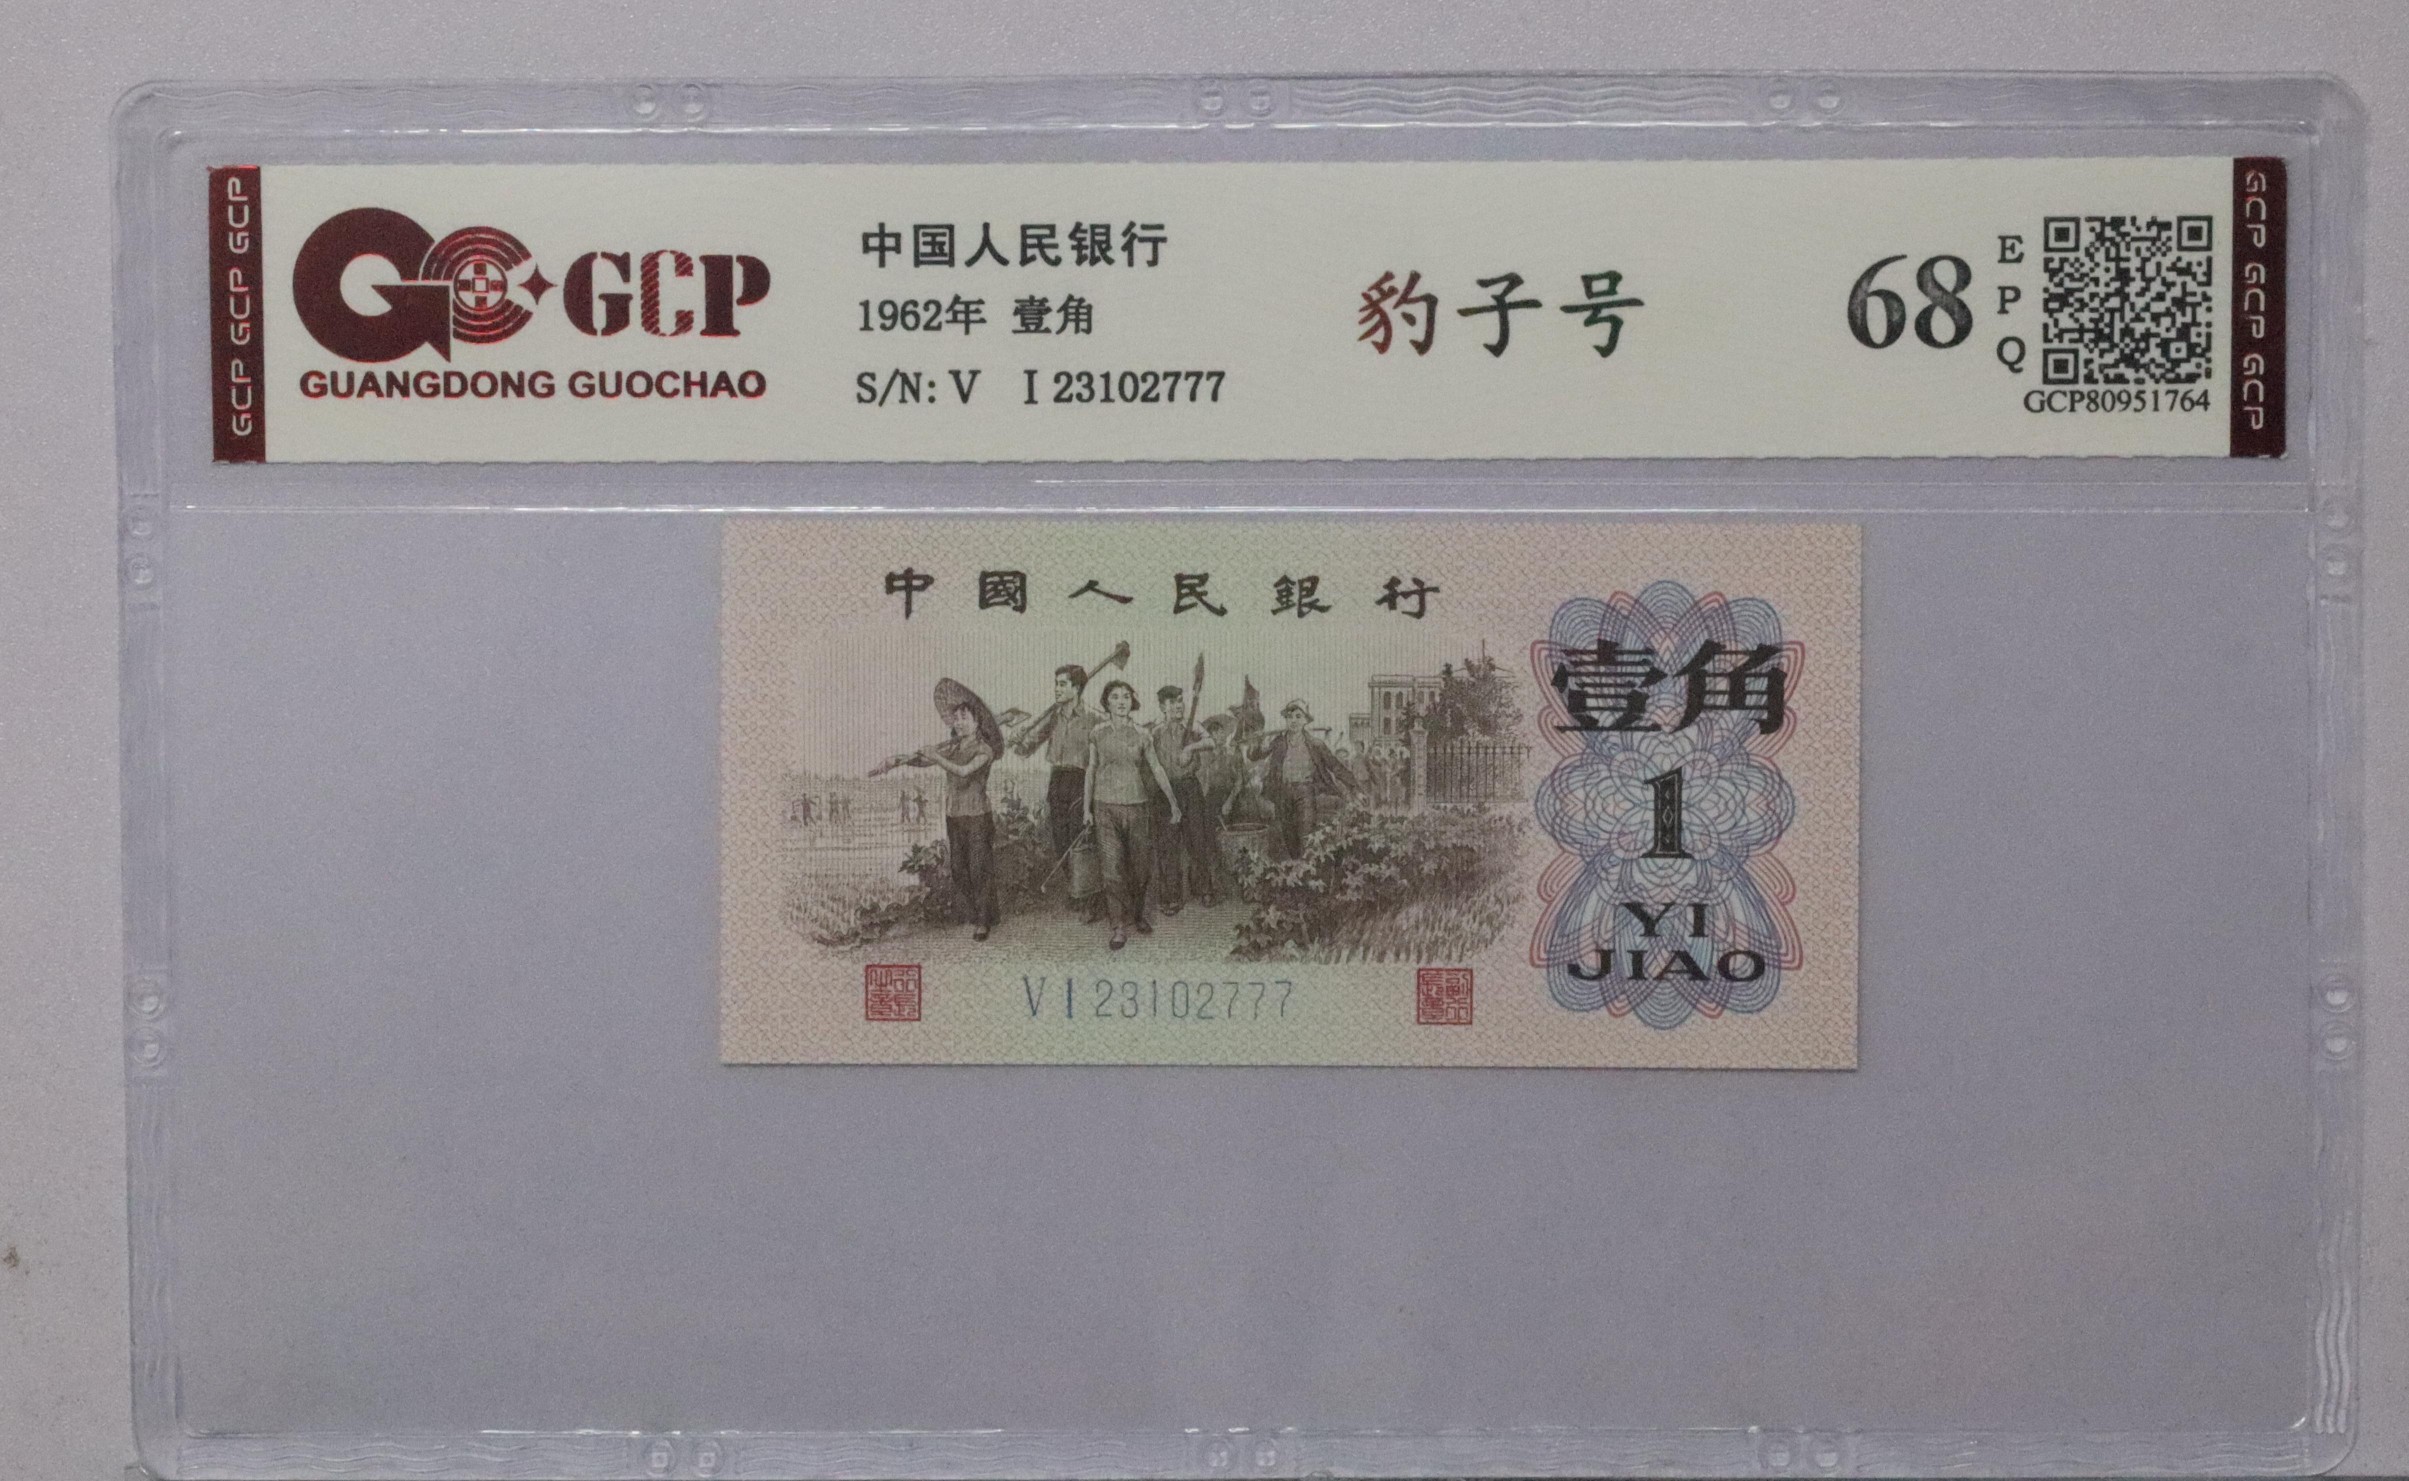 GCP GCP GCP
GCP
GUANGDONG GUOCHAO
中国人民银行
1962年 壹角
S/N: V I 23102777
豹子号
68
E
P
Q
GCP80951764
GCP GCP GCP
中國人民銀行
壹角
1
YI
JIAO
V I 23102777